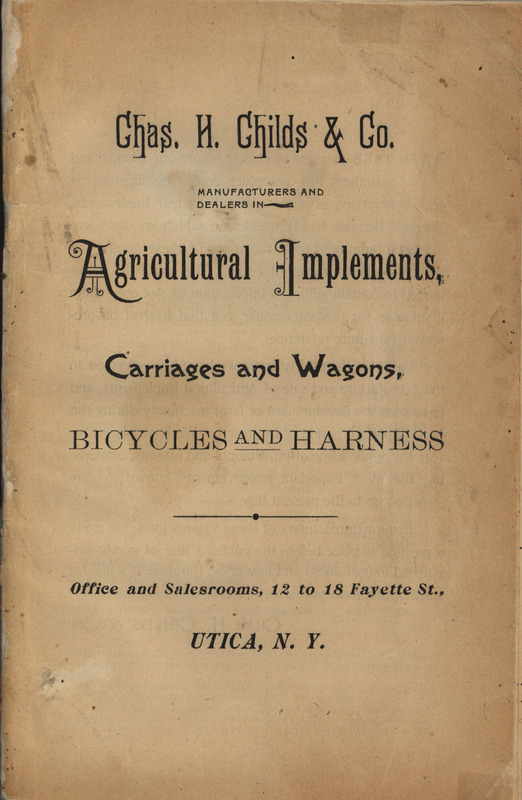 Chas. H. Childs & Co.
MANUFACTURERS AND
DEALERS IN
Agricultural Implements,
Carriages and Wagons,
BICYCLES AND HARNESS
Office and Salesrooms, 12 to 18 Fayette St.,
UTICA, N. Y.